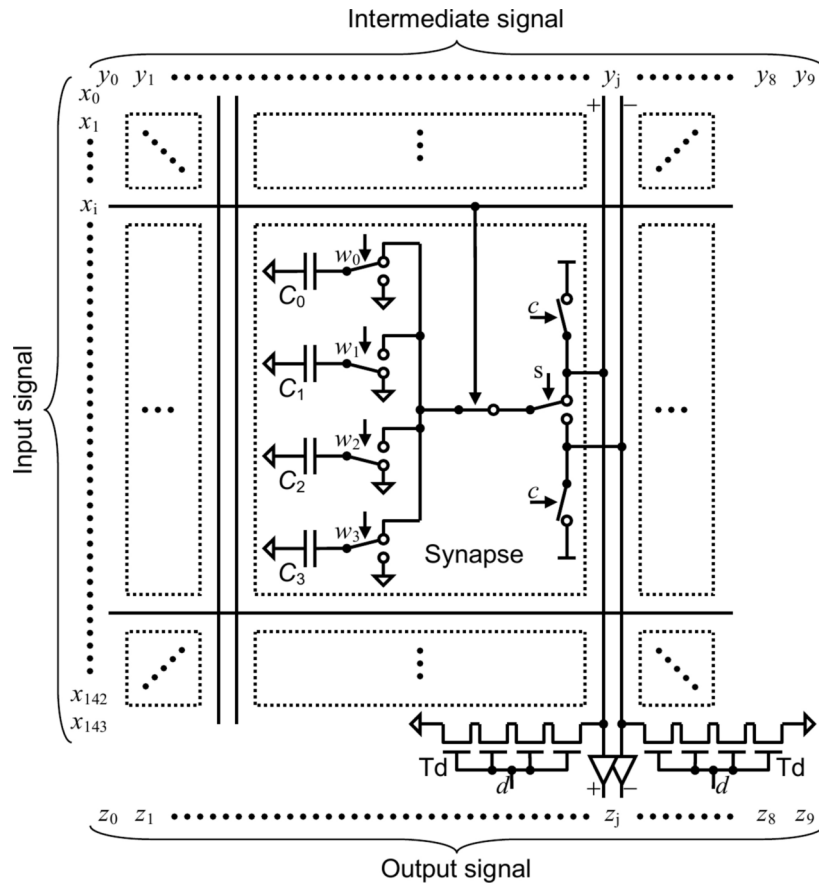 Intermediate signal
y0 y1 yj y8 y9
x0
+ −
x1
xi
w0
C0
c
w1
C1
s
Input signal
w2
C2
c
w3
C3
Synapse
x142
x143
Td Td
d + − d
z0 z1 zj z8 z9
Output signal